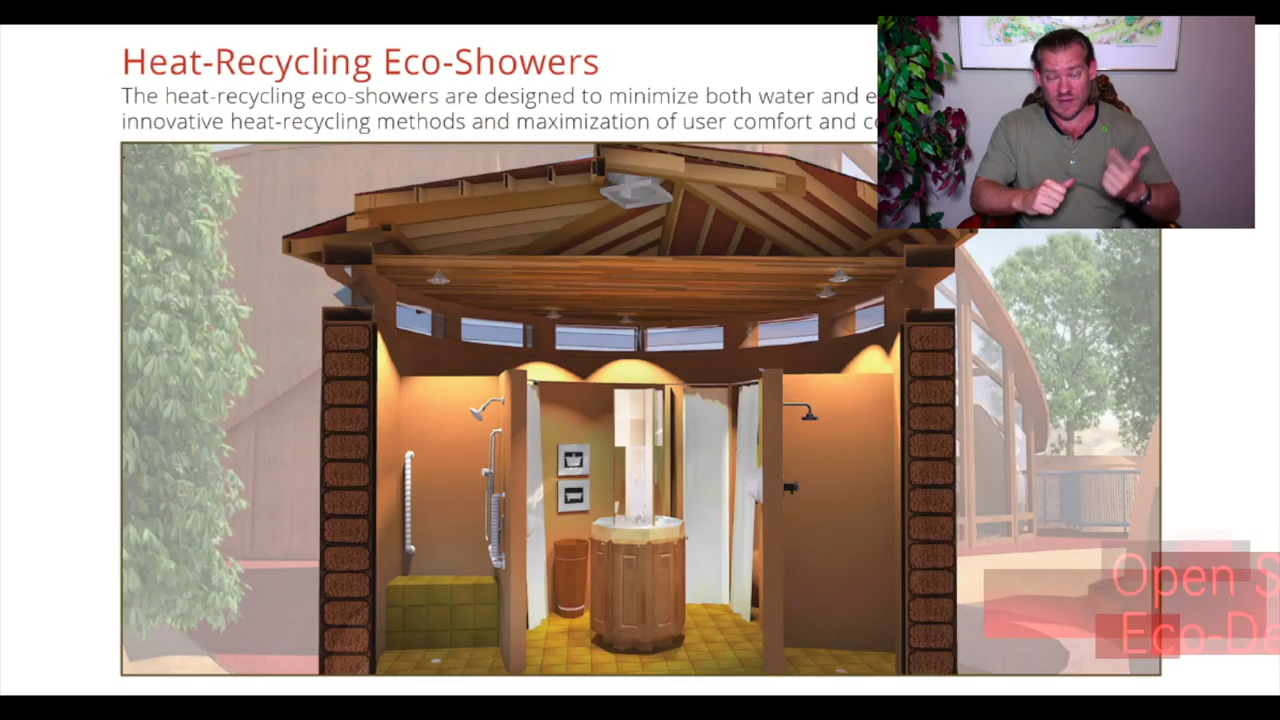 Heat-Recycling Eco-Showers
The heat-recycling eco-showers are designed to minimize both water and
innovative heat-recycling methods and maximization of user comfort and
Open